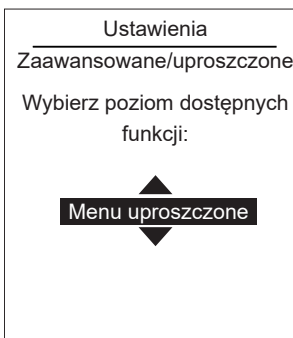 Ustawienia
Zaawansowane/uproszczone
Wybierz poziom dostępnych
funkcji:
Menu uproszczone